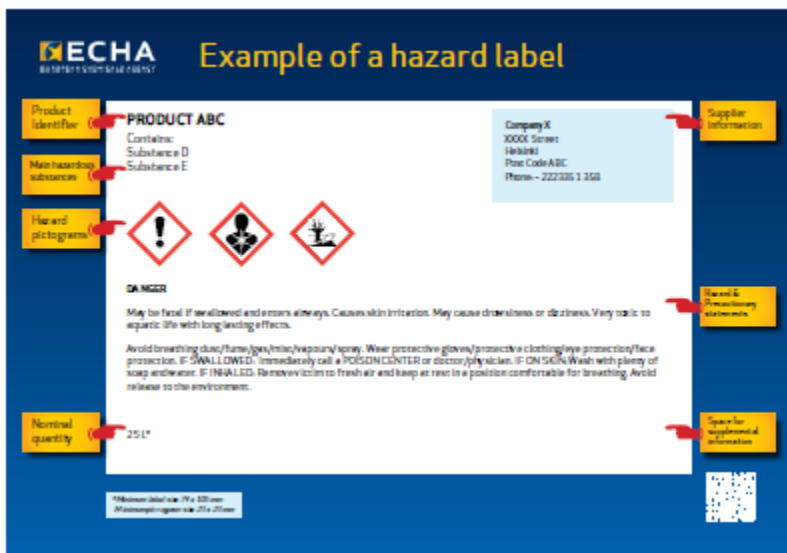 ECHA
Example of a hazard label
Product
Identifier
Main hazardous
substances
Hazard
pictograms
Nominal
quantity
PRODUCT ABC
Contains:
Substance D
Substance E
Company X
XXXX Street
Helsinki
Post Code ABC
Supplier
information
DANGER
May be fatal if swallowed and enters airways. Causes skin irritation. May cause drowsiness or dizziness. Very toxic to
aquatic life with long lasting effects.
Avoid breathing dust/fume/gas/mist/vapours/spray. Wear protective gloves/protective clothing/eye protection/face
protection. IF SWALLOWED: Immediately call a POISON CENTER or doctor/physician. IF ON SKIN: Wash with plenty of
soap and water. IF INHALED: Remove victim to fresh air and keep at rest in a position comfortable for breathing. Avoid
release to the environment.
Hazard &
Precautionary
statements
25 L*
Space for
supplemental
information